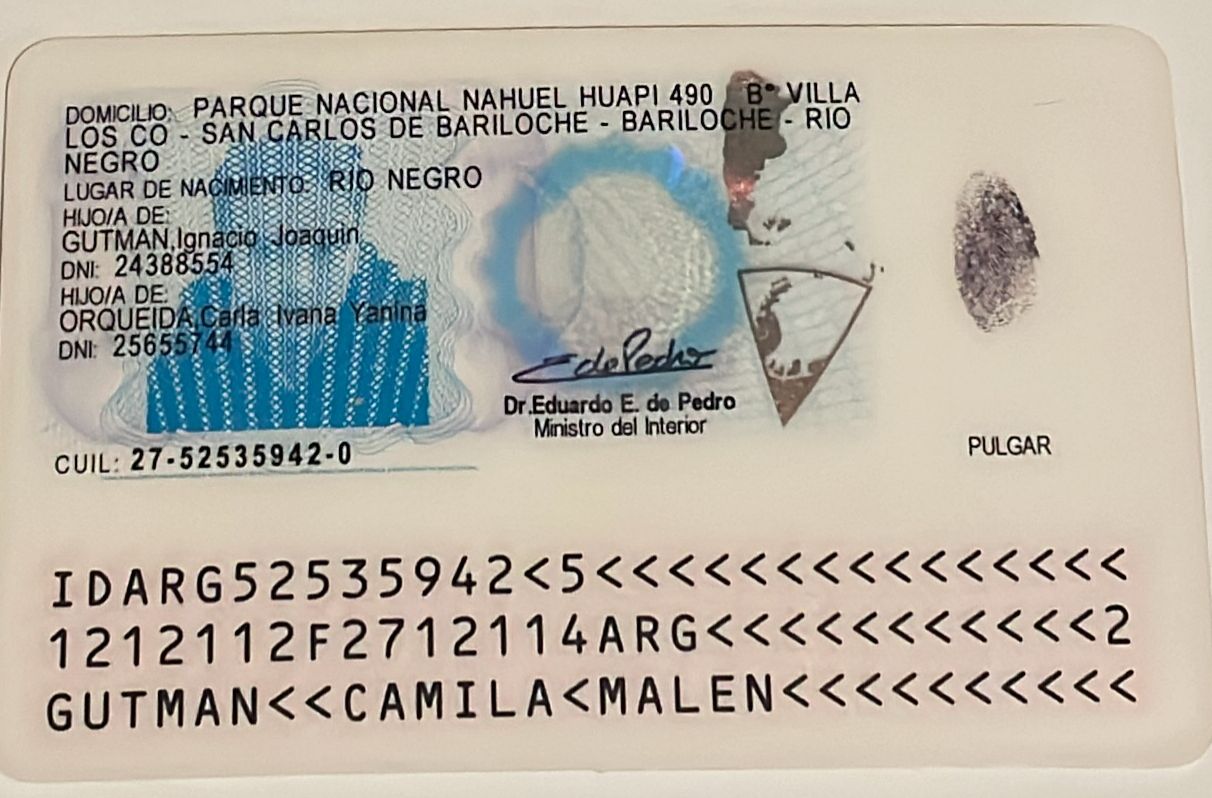 DOMICILIO: PARQUE NACIONAL NAHUEL HUAPI 490 B° VILLA
LOS CO - SAN CARLOS DE BARILOCHE - BARILOCHE - RIO
NEGRO
LUGAR DE NACIMIENTO: RIO NEGRO
HIJO/A DE:
GUTMAN,Ignacio Joaquin
DNI: 24388554
HIJO/A DE:
ORQUEIDA,Carla Ivana Yanina
DNI: 25655744
E de Pedro
Dr.Eduardo E. de Pedro
Ministro del Interior
PULGAR
CUIL: 27-52535942-0
IDARG52535942<5<<<<<<<<<<<<<<<
1212112F2712114ARG<<<<<<<<<<<2
GUTMAN<<CAMILA<MALEN<<<<<<<<<<